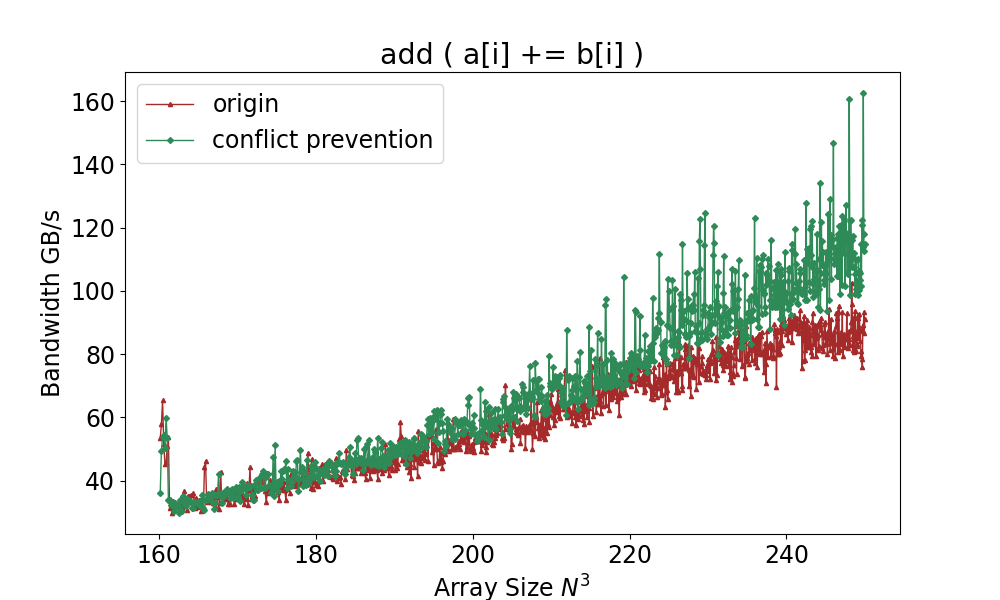 add ( a[i] += b[i] )
origin
conflict prevention
Bandwidth GB/s
160
140
120
100
80
60
40
160 180 200 220 240
Array Size N³